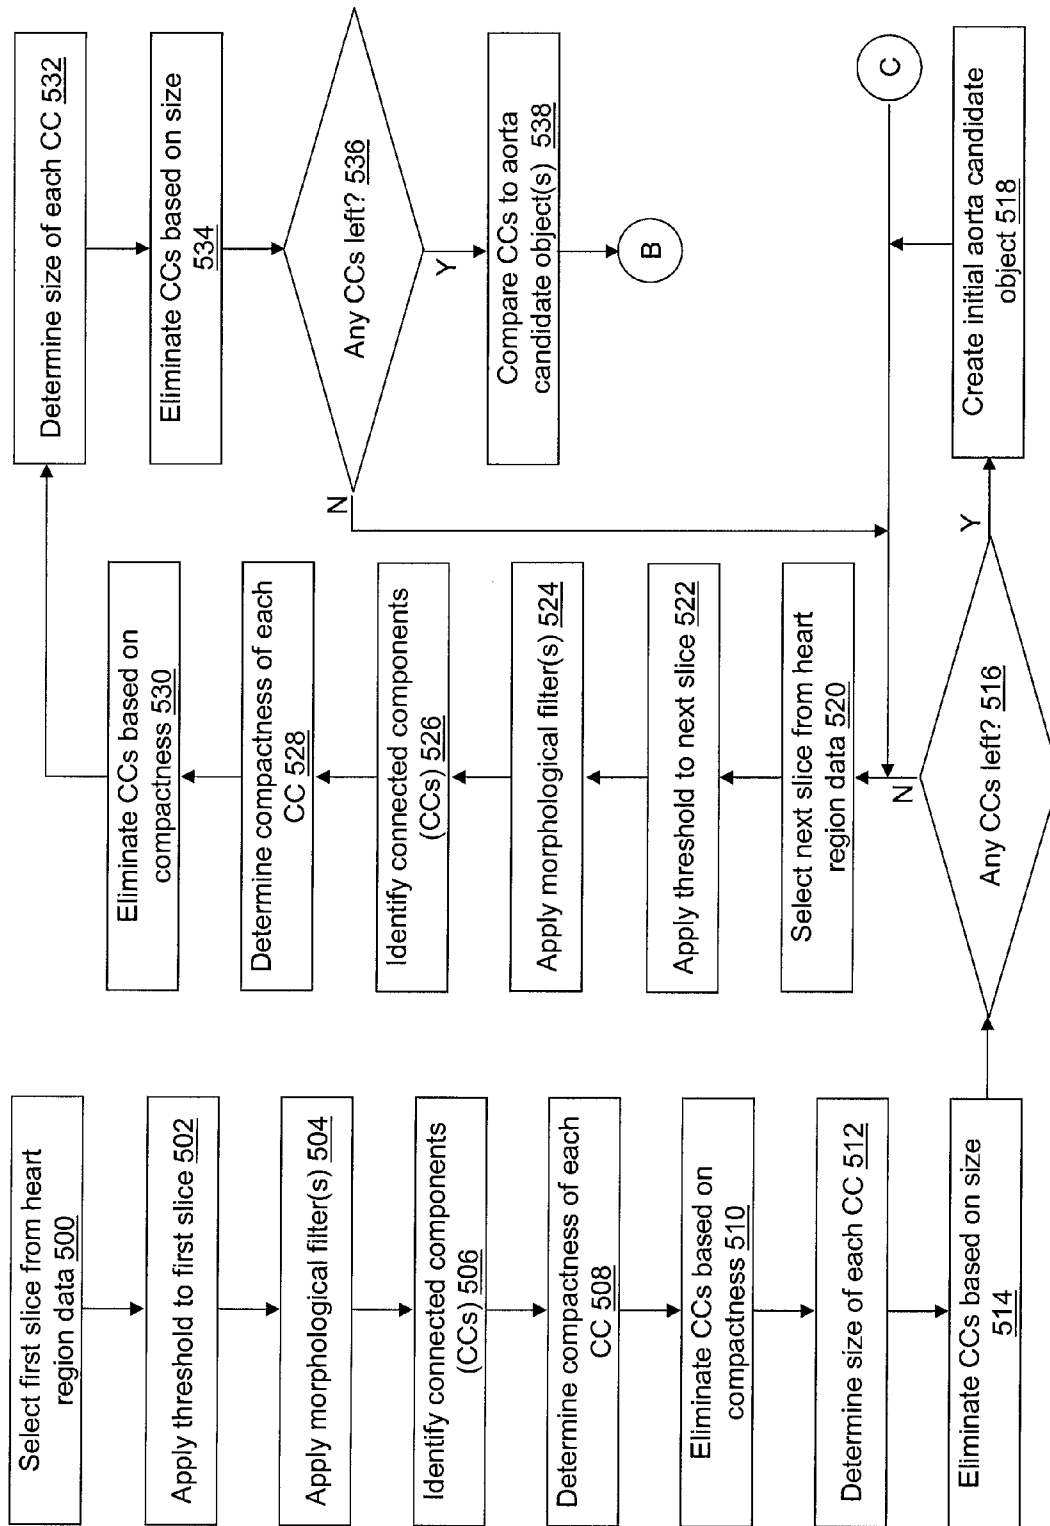 Select first slice from heart
region data 500
Apply threshold to first slice 502
Apply morphological filter(s) 504
Identify connected components
(CCs) 506
Determine compactness of each
CC 508
Eliminate CCs based on
compactness 510
Determine size of each CC 512
Eliminate CCs based on size
514
Any CCs left? 516
N
Y
Create initial aorta candidate
object 518
C
Select next slice from heart
region data 520
Apply threshold to next slice 522
Apply morphological filter(s) 524
Identify connected components
(CCs) 526
Determine compactness of each
CC 528
Eliminate CCs based on
compactness 530
Determine size of each CC 532
Eliminate CCs based on size
534
Any CCs left? 536
N
Y
Compare CCs to aorta
candidate object(s) 538
B